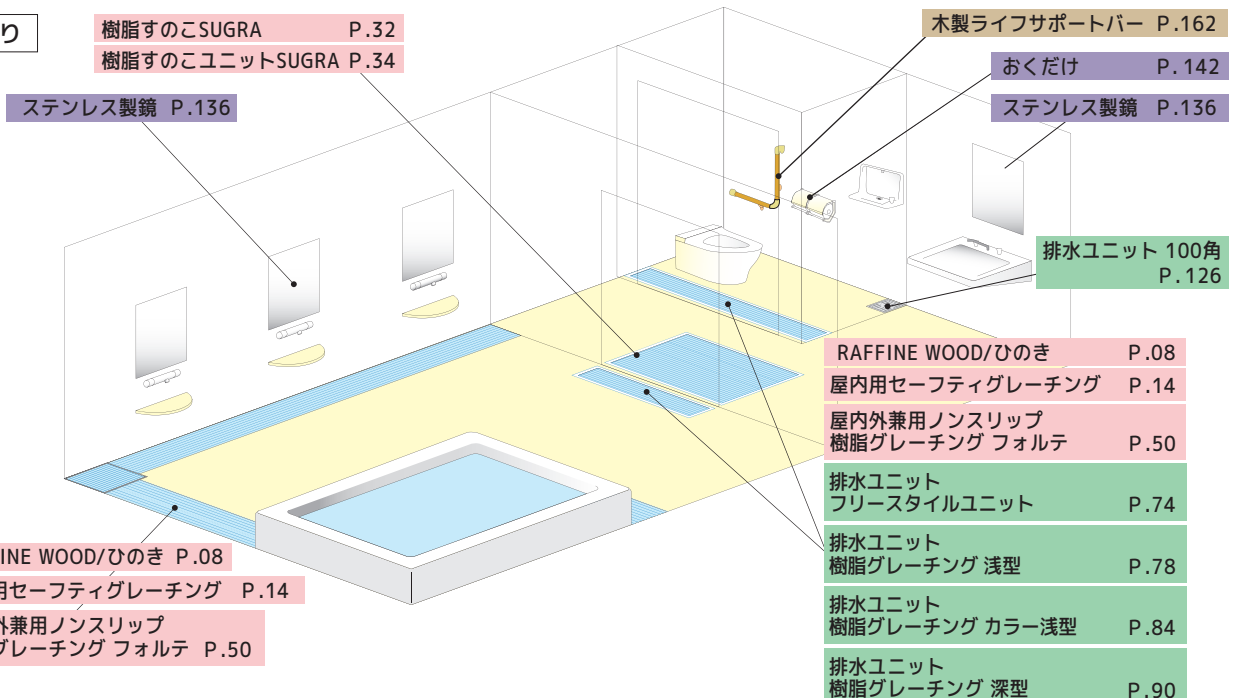 り
樹脂すのこSUGRA P.32
樹脂すのこユニットSUGRA P.34
ステンレス製鏡 P.136
木製ライフサポートバー P.162
おくだけ P.142
ステンレス製鏡 P.136
排水ユニット 100角
P.126
RAFFINE WOOD/ひのき P.08
屋内用セーフティグレーチング P.14
屋内外兼用ノンスリップ
樹脂グレーチング フォルテ P.50
排水ユニット
フリースタイルユニット P.74
排水ユニット
樹脂グレーチング 浅型 P.78
排水ユニット
樹脂グレーチング カラー浅型 P.84
排水ユニット
樹脂グレーチング 深型 P.90
INE WOOD/ひのき P.08
用セーフティグレーチング P.14
外兼用ノンスリップ
グレーチング フォルテ P.50